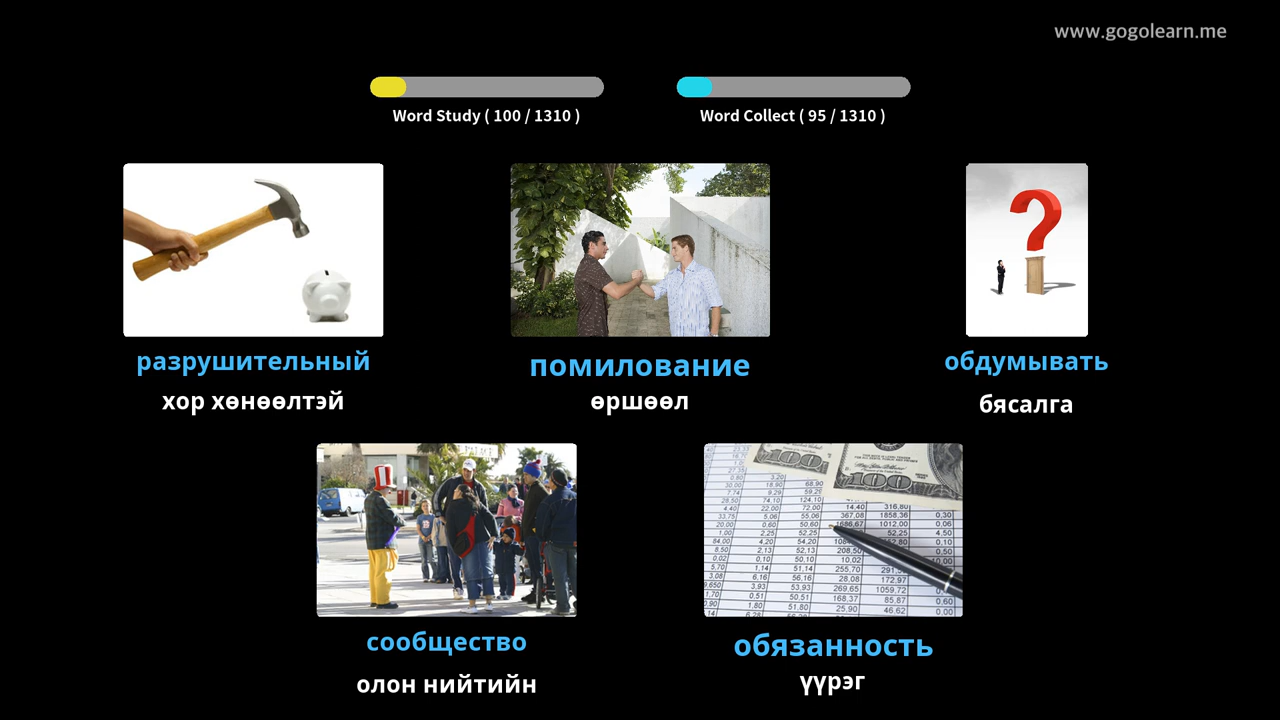 www.gogolearn.me
Word Study ( 100 / 1310 )
Word Collect ( 95 / 1310 )
разрушительный
хор хөнөөлтэй
помилование
өршөөл
обдумывать
бясалга
сообщество
олон нийтийн
обязанность
үүрэг